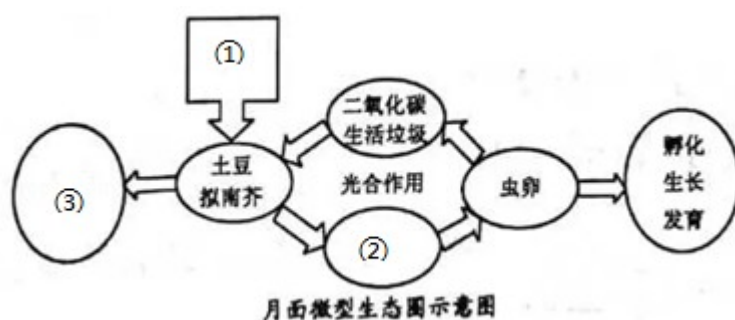 ①
二氧化碳
生活垃圾
土豆
拟南芥
光合作用
虫卵
孵化
生长
发育
③
②
月面微型生态圈示意图